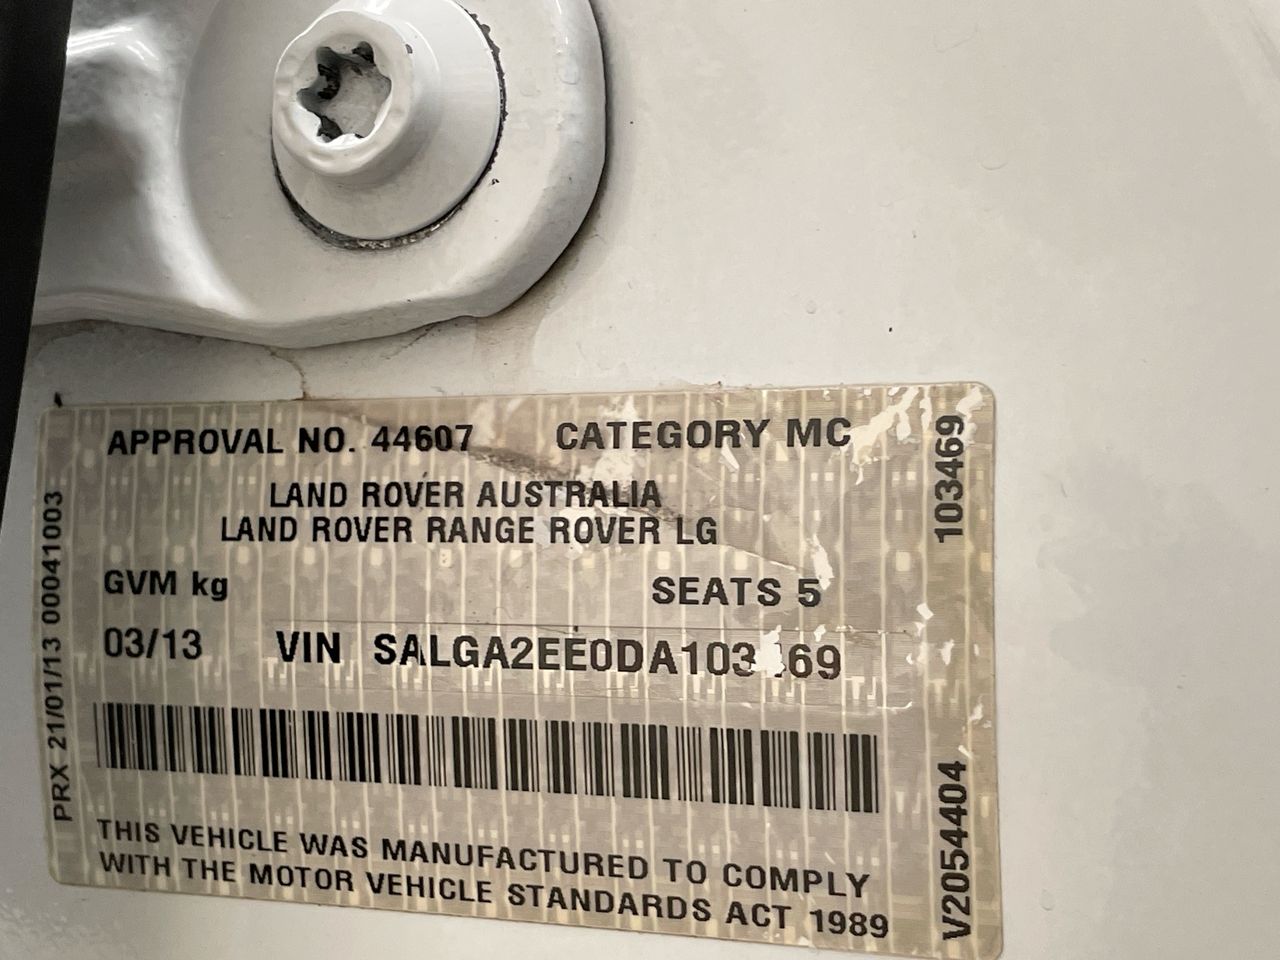 APPROVAL NO. 44607 CATEGORY MC
LAND ROVER AUSTRALIA
LAND ROVER RANGE ROVER LG
GVM kg SEATS 5
03/13 VIN
THIS VEHICLE WAS MANUFACTURED TO COMPLY
WITH THE MOTOR VEHICLE STANDARDS ACT 1989
PRX 21/01/13 00041003
103469
V2054404